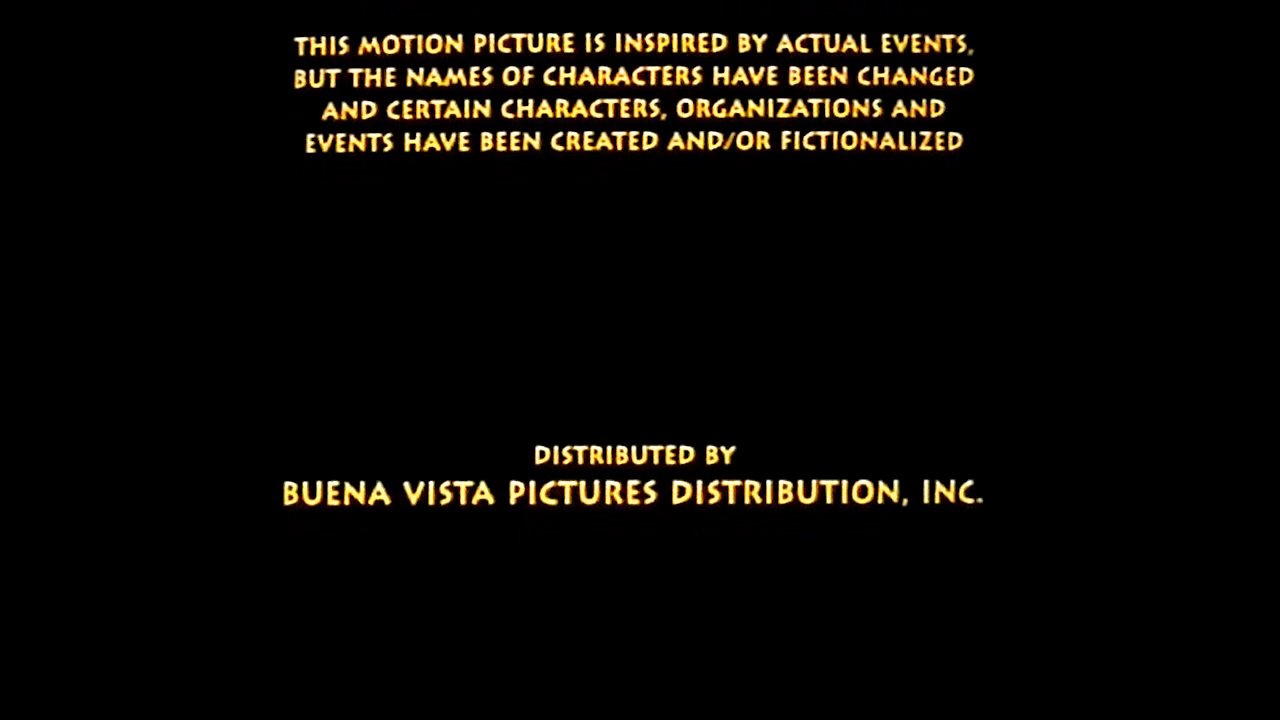 THIS MOTION PICTURE IS INSPIRED BY ACTUAL EVENTS,
BUT THE NAMES OF CHARACTERS HAVE BEEN CHANGED
AND CERTAIN CHARACTERS, ORGANIZATIONS AND
EVENTS HAVE BEEN CREATED AND/OR FICTIONALIZED
DISTRIBUTED BY
BUENA VISTA PICTURES DISTRIBUTION, INC.